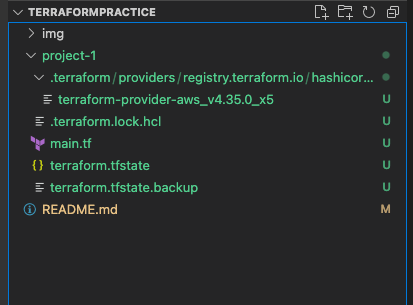 TERRAFORMPRACTICE
img
project-1
.terraform/providers/registry.terraform.io/hashicor...
terraform-provider-aws_v4.35.0_x5 U
.terraform.lock.hcl U
main.tf U
{} terraform.tfstate U
terraform.tfstate.backup U
README.md M